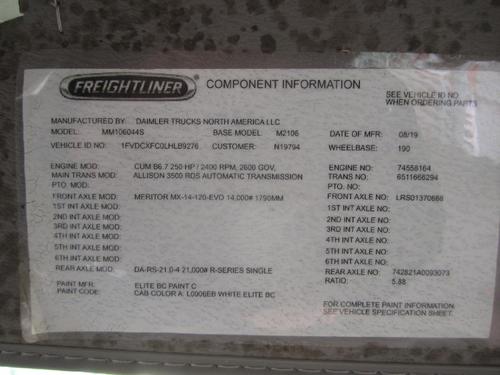 FREIGHTLINER COMPONENT INFORMATION
SEE VEHICLE ID NO
WHEN ORDERING PARTS
MANUFACTURED BY: DAIMLER TRUCKS NORTH AMERICA LLC
MODEL: MM106044S BASE MODEL: M2106 DATE OF MFR: 08/19
VEHICLE ID NO: 1FVDCXFC0LHLB9276 CUSTOMER: N19794 WHEELBASE: 190
ENGINE MOD: CUM B6.7 250 HP / 2400 RPM, 2600 GOV, ENGINE NO: 74558164
MAIN TRANS MOD: ALLISON 3500 RDS AUTOMATIC TRANSMISSION TRANS NO: 6511666294
PTO. MOD: PTO. NO:
FRONT AXLE MOD: MERITOR MX-14-120-EVO 14,000# 1790MM FRONT AXLE NO: LRS01370666
1ST INT AXLE MOD: 1ST INT AXLE NO:
2ND INT AXLE MOD: 2ND INT AXLE NO:
3RD INT AXLE MOD: 3RD INT AXLE NO:
4TH INT AXLE MOD: 4TH INT AXLE NO:
5TH INT AXLE MOD: 5TH INT AXLE NO:
6TH INT AXLE MOD: 6TH INT AXLE NO:
REAR AXLE MOD: DA-RS-21.0-4 21,000# R-SERIES SINGLE REAR AXLE NO: 742821A0093073
RATIO: 5.88
PAINT MFR: ELITE BC PAINT C
PAINT CODE: CAB COLOR A: L0006EB WHITE ELITE BC
FOR COMPLETE PAINT INFORMATION
SEE VEHICLE SPECIFICATION SHEET.